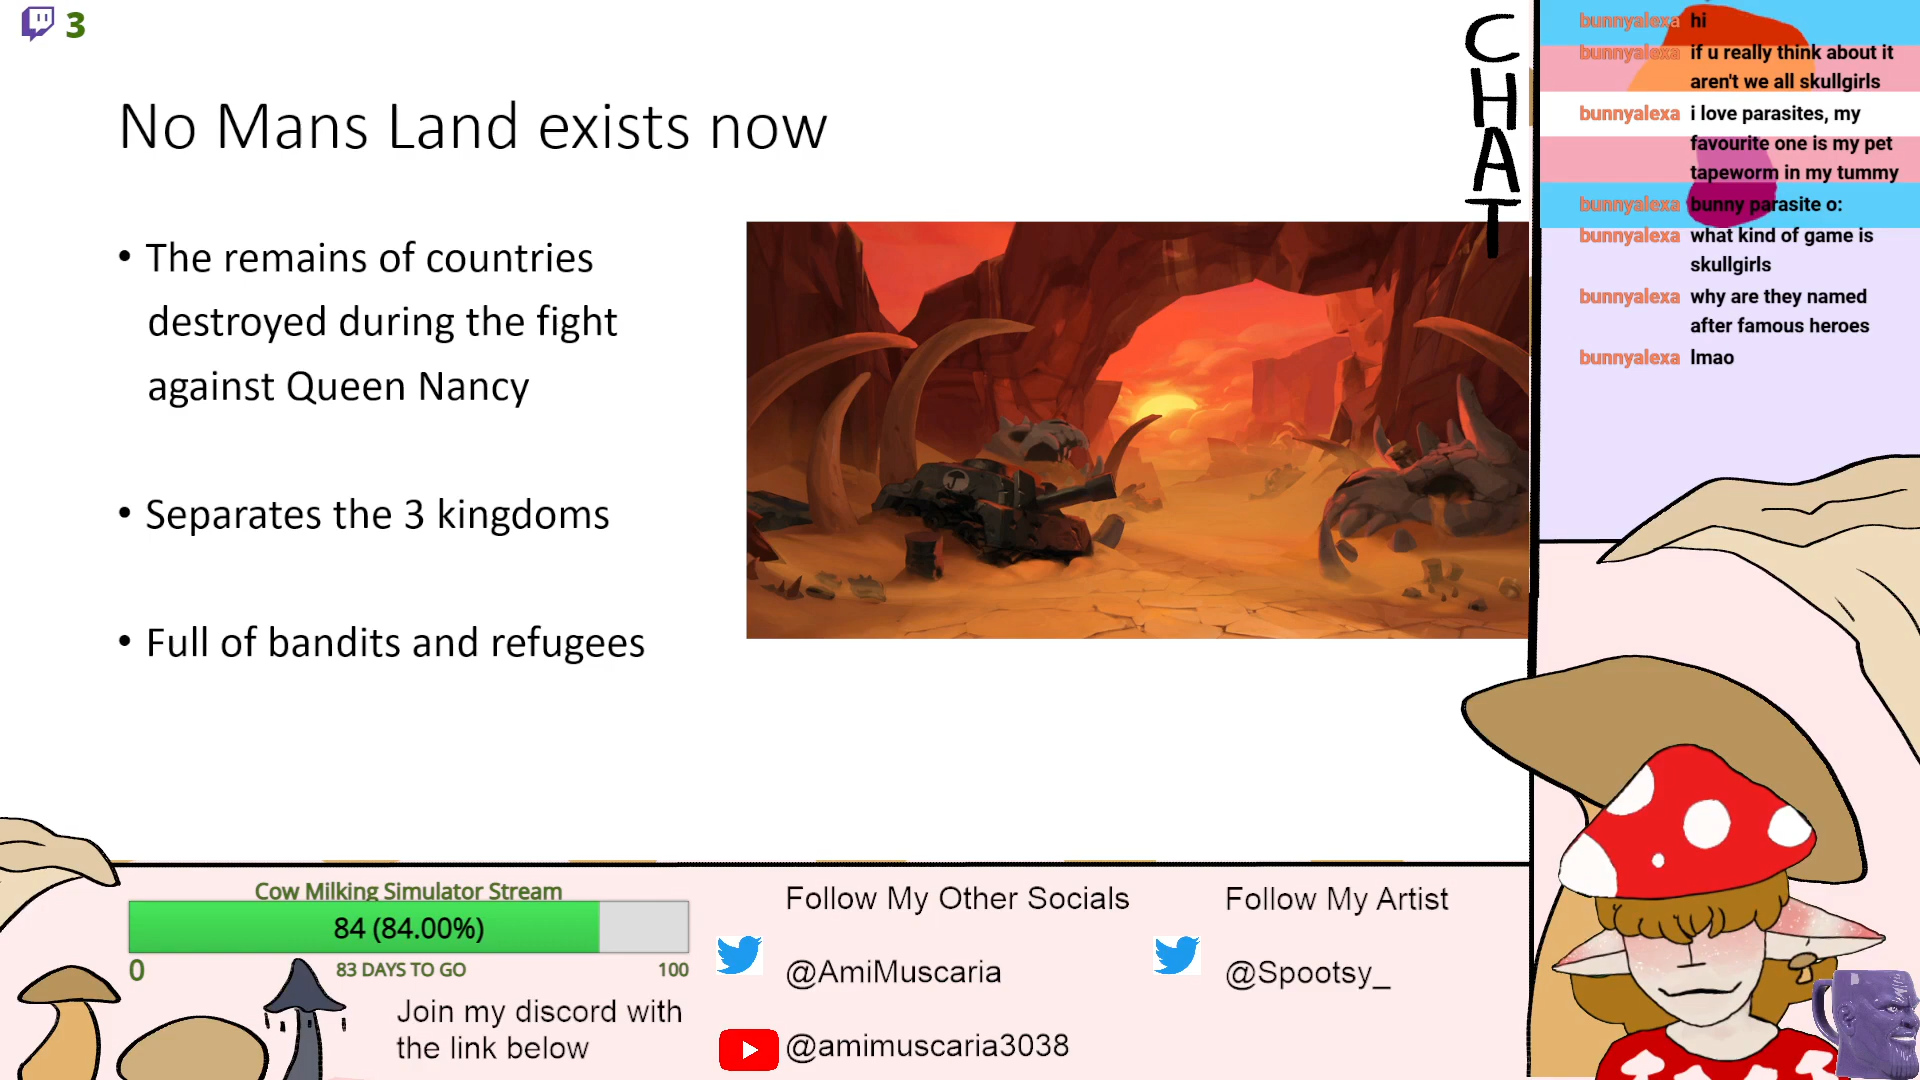 3
No Mans Land exists now
• The remains of countries
destroyed during the fight
against Queen Nancy
• Separates the 3 kingdoms
• Full of bandits and refugees
CHAT
bunnyalexa hi
bunnyalexa if u really think about it
aren't we all skullgirls
bunnyalexa i love parasites, my
favourite one is my pet
tapeworm in my tummy
bunnyalexa bunny parasite o:
bunnyalexa what kind of game is
skullgirls
bunnyalexa why are they named
after famous heroes
bunnyalexa lmao
Cow Milking Simulator Stream
84 (84.00%)
0 83 DAYS TO GO 100
Join my discord with
the link below
Follow My Other Socials
@AmiMuscaria
@amimuscaria3038
Follow My Artist
@Spootsy_